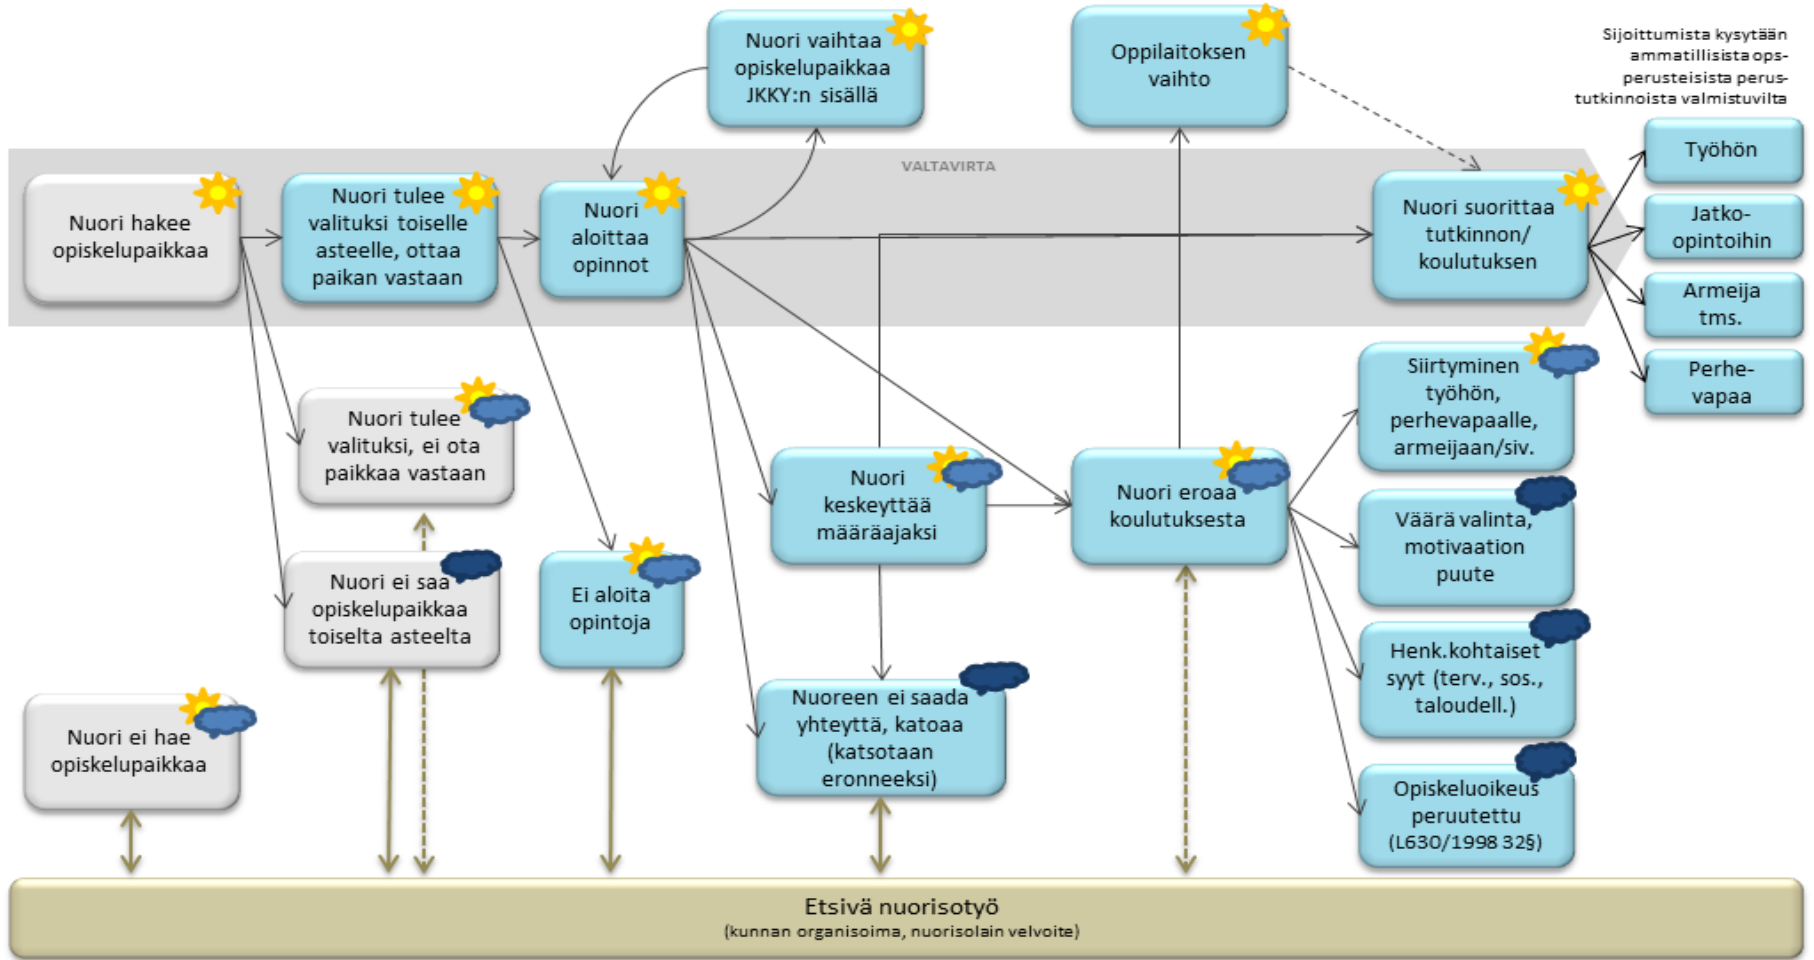 Nuori vaihtaa
opiskelupaikkaa
JKKY:n sisällä
Oppilaitoksen
vaihto
Sijoittumista kysytään
ammatillisista ops-
perusteisista perus-
tutkinnoista valmistuvilta
VALTAVIRTA
Nuori hakee
opiskelupaikkaa
Nuori tulee
valituksi toiselle
asteelle, ottaa
paikan vastaan
Nuori
aloittaa
opinnot
Nuori suorittaa
tutkinnon/
koulutuksen
Työhön
Jatko-
opintoihin
Armeija
tms.
Perhe-
vapaa
Nuori tulee
valituksi, ei ota
paikkaa vastaan
Nuori
keskeyttää
määräajaksi
Nuori eroaa
koulutuksesta
Siirtyminen
työhön,
perhevapaalle,
armeijaan/siv.
Väärä valinta,
motivaation
puute
Nuori ei saa
opiskelupaikkaa
toiselta asteelta
Ei aloita
opintoja
Henk.kohtaiset
syyt (terv., sos.,
taloudell.)
Nuoreen ei saada
yhteyttä, katoaa
(katsotaan
eronneeksi)
Nuori ei hae
opiskelupaikkaa
Opiskeluoikeus
peruutettu
(L630/1998 32§)
Etsivä nuorisotyö
(kunnan organisoima, nuorisolain velvoite)